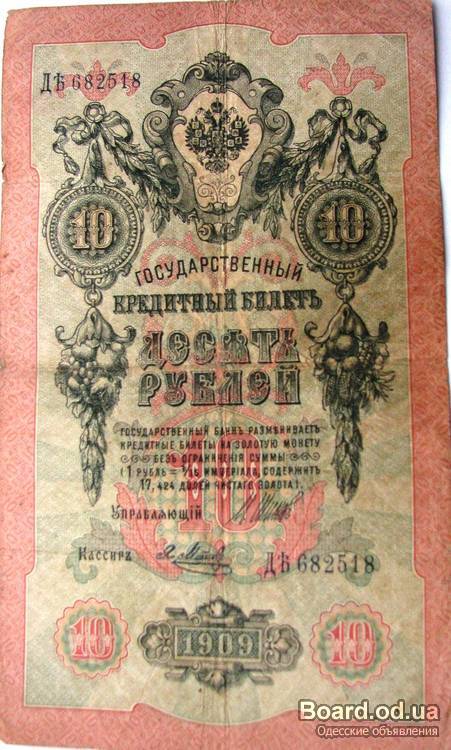 ДѢ 682518
10 10
ГОСУДАРСТВЕННЫЙ
КРЕДИТНЫЙ БИЛЕТЪ
ДЕСЯТЬ
РУБЛЕЙ
ГОСУДАРСТВЕННЫЙ БАНКЪ РАЗМѢНИВАЕТЪ
КРЕДИТНЫЕ БИЛЕТЫ НА ЗОЛОТУЮ МОНЕТУ
БЕЗЪ ОГРАНИЧЕНІЯ СУММЫ
(1 РУБЛЬ = 1/15 ИМПЕРІАЛА, СОДЕРЖИТЪ
17,424 ДОЛЕЙ ЧИСТАГО ЗОЛОТА).
10
УПРАВЛЯЮЩІЙ
КАССИРЪ
ДѢ 682518
10 1909 10
Board.od.ua
Одесские объявления